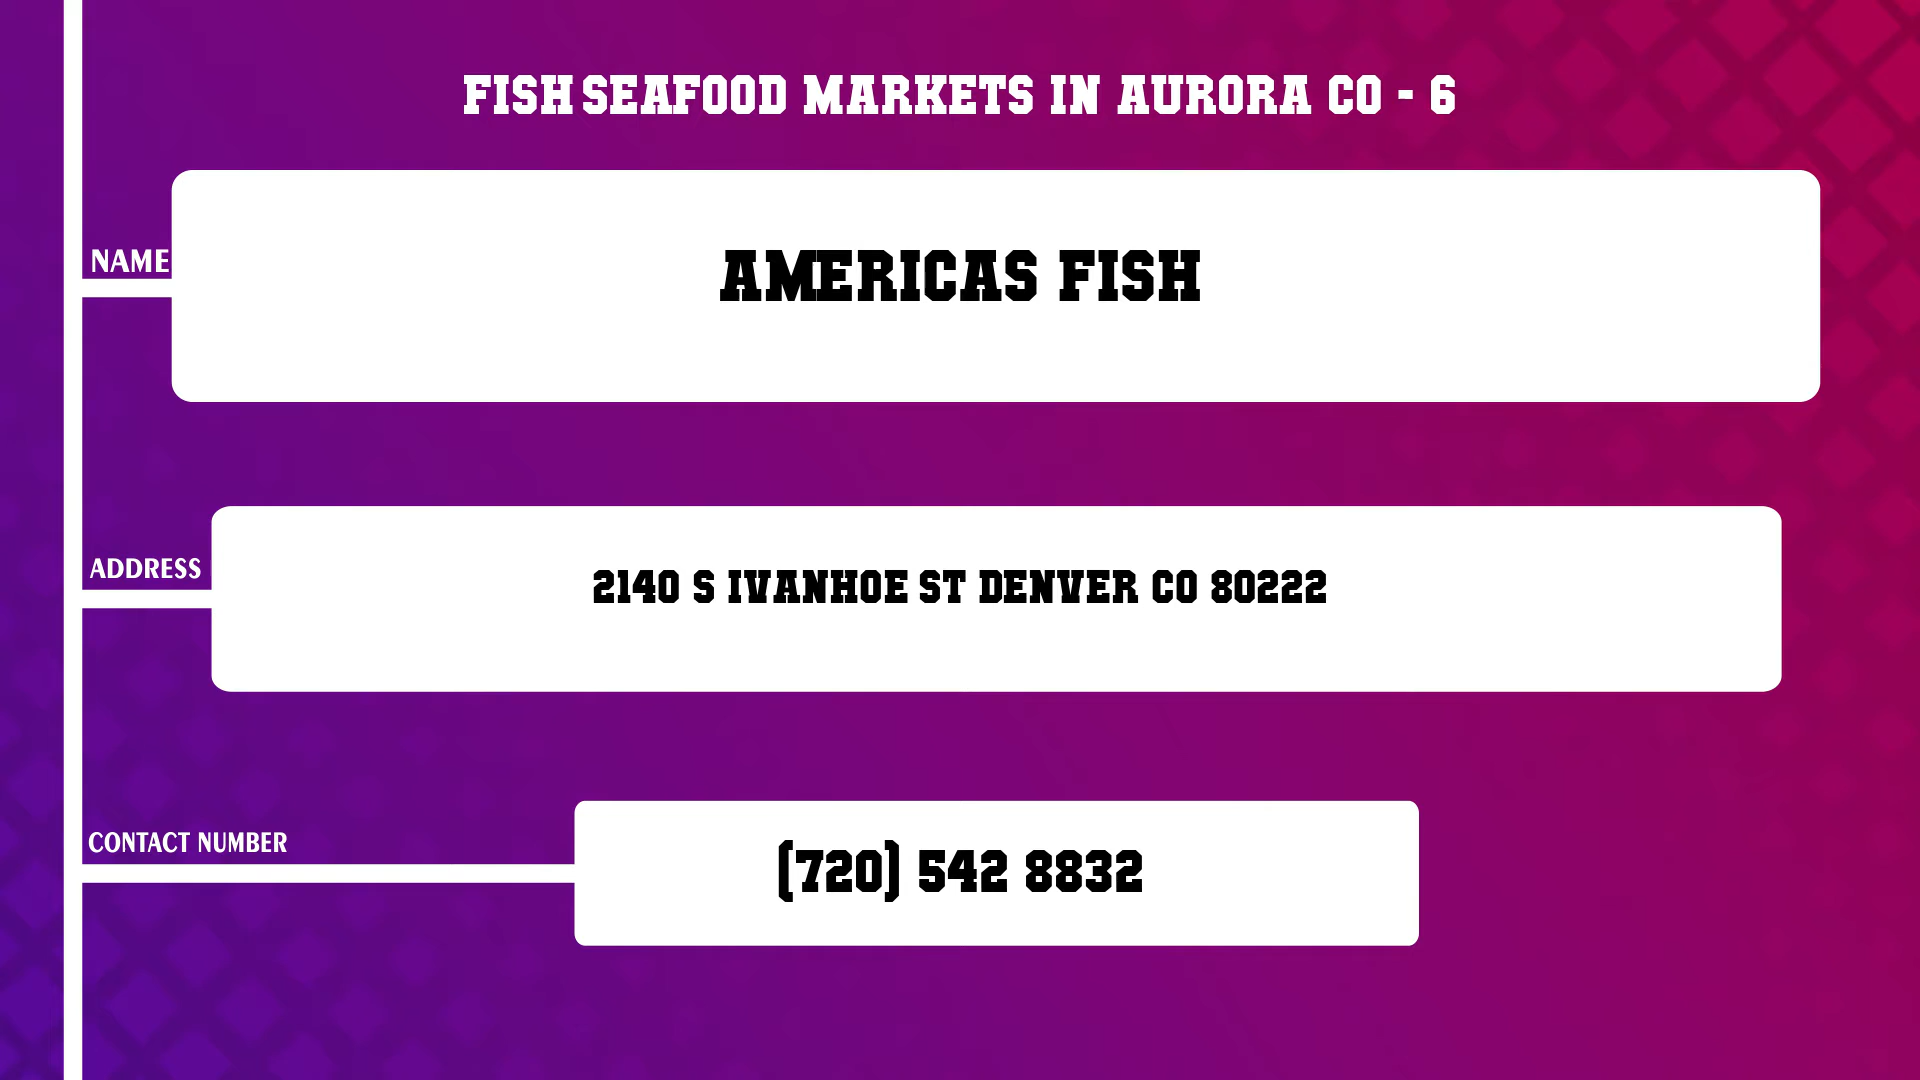 FISH SEAFOOD MARKETS IN AURORA CO - 6
NAME
AMERICAS FISH
ADDRESS
2140 S IVANHOE ST DENVER CO 80222
CONTACT NUMBER
(720) 542 8832